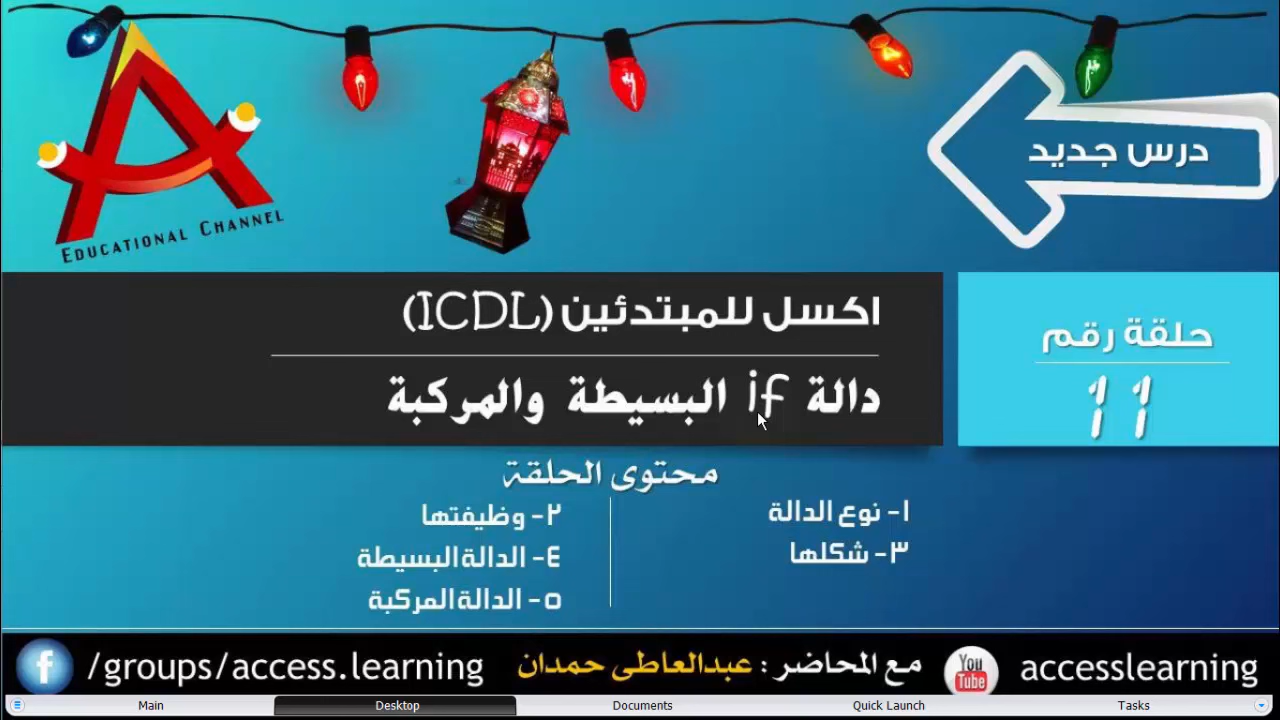 EDUCATIONAL CHANNEL
درس جديد
حلقة رقم
11
اكسل للمبتدئين (ICDL)
دالة if البسيطة والمركبة
محتوى الحلقة
١- نوع الدالة
٢- وظيفتها
٣- شكلها
٤- الدالة البسيطة
٥- الدالة المركبة
/groups/access.learning
مع المحاضر : عبدالعاطى حمدان
You Tube
accesslearning
Main Desktop Documents Quick Launch Tasks